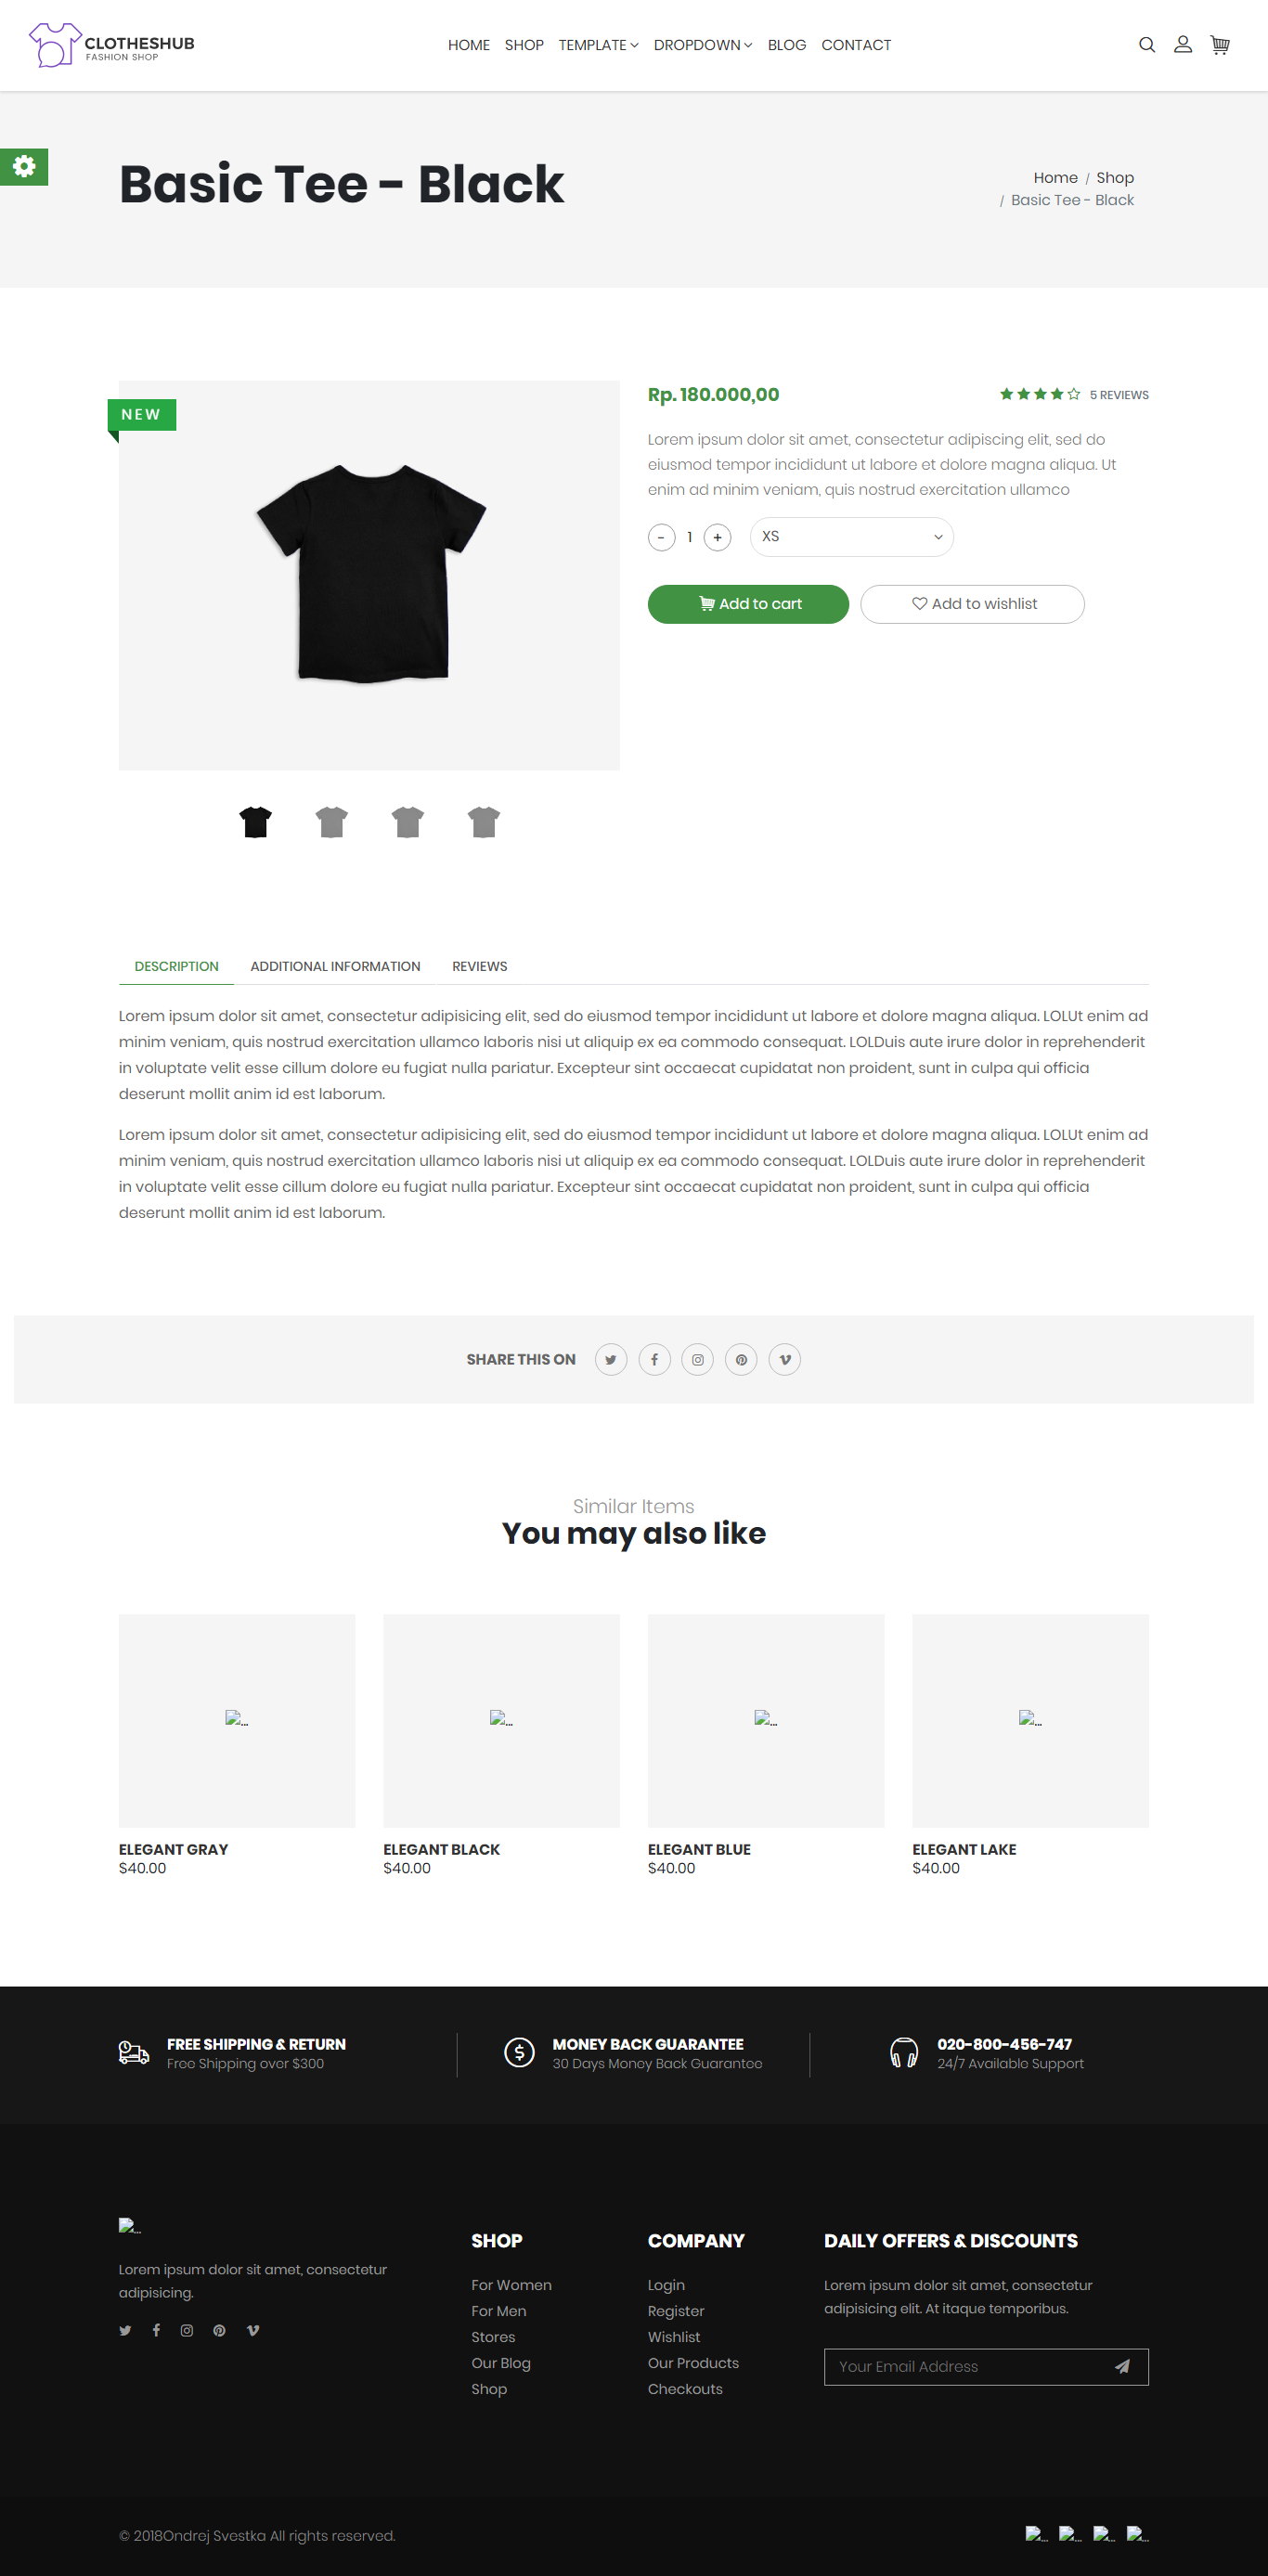 CLOTHESHUB
FASHION SHOP
HOME SHOP TEMPLATE DROPDOWN BLOG CONTACT
Basic Tee - Black
Home / Shop
/ Basic Tee - Black
NEW
Rp. 180.000,00
5 REVIEWS
Lorem ipsum dolor sit amet, consectetur adipiscing elit, sed do
eiusmod tempor incididunt ut labore et dolore magna aliqua. Ut
enim ad minim veniam, quis nostrud exercitation ullamco
- 1 + XS
Add to cart
Add to wishlist
DESCRIPTION ADDITIONAL INFORMATION REVIEWS
Lorem ipsum dolor sit amet, consectetur adipisicing elit, sed do eiusmod tempor incididunt ut labore et dolore magna aliqua. LOLUt enim ad
minim veniam, quis nostrud exercitation ullamco laboris nisi ut aliquip ex ea commodo consequat. LOLDuis aute irure dolor in reprehenderit
in voluptate velit esse cillum dolore eu fugiat nulla pariatur. Excepteur sint occaecat cupidatat non proident, sunt in culpa qui officia
deserunt mollit anim id est laborum.
Lorem ipsum dolor sit amet, consectetur adipisicing elit, sed do eiusmod tempor incididunt ut labore et dolore magna aliqua. LOLUt enim ad
minim veniam, quis nostrud exercitation ullamco laboris nisi ut aliquip ex ea commodo consequat. LOLDuis aute irure dolor in reprehenderit
in voluptate velit esse cillum dolore eu fugiat nulla pariatur. Excepteur sint occaecat cupidatat non proident, sunt in culpa qui officia
deserunt mollit anim id est laborum.
SHARE THIS ON
Similar Items
You may also like
... ... ... ...
ELEGANT GRAY
$40.00
ELEGANT BLACK
$40.00
ELEGANT BLUE
$40.00
ELEGANT LAKE
$40.00
FREE SHIPPING & RETURN
Free Shipping over $300
MONEY BACK GUARANTEE
30 Days Money Back Guarantee
020-800-456-747
24/7 Available Support
...
Lorem ipsum dolor sit amet, consectetur
adipisicing.
SHOP
For Women
For Men
Stores
Our Blog
Shop
COMPANY
Login
Register
Wishlist
Our Products
Checkouts
DAILY OFFERS & DISCOUNTS
Lorem ipsum dolor sit amet, consectetur
adipisicing elit. At itaque temporibus.
Your Email Address
© 2018Ondrej Svestka All rights reserved.
... ... ... ...